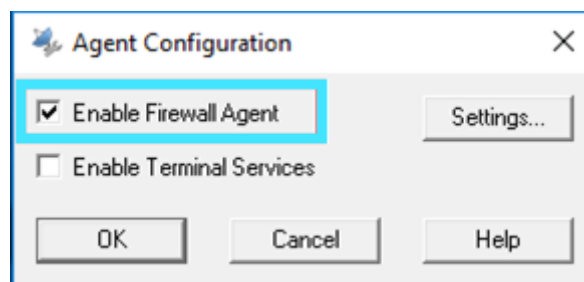 Agent Configuration
Enable Firewall Agent
Settings...
Enable Terminal Services
OK
Cancel
Help